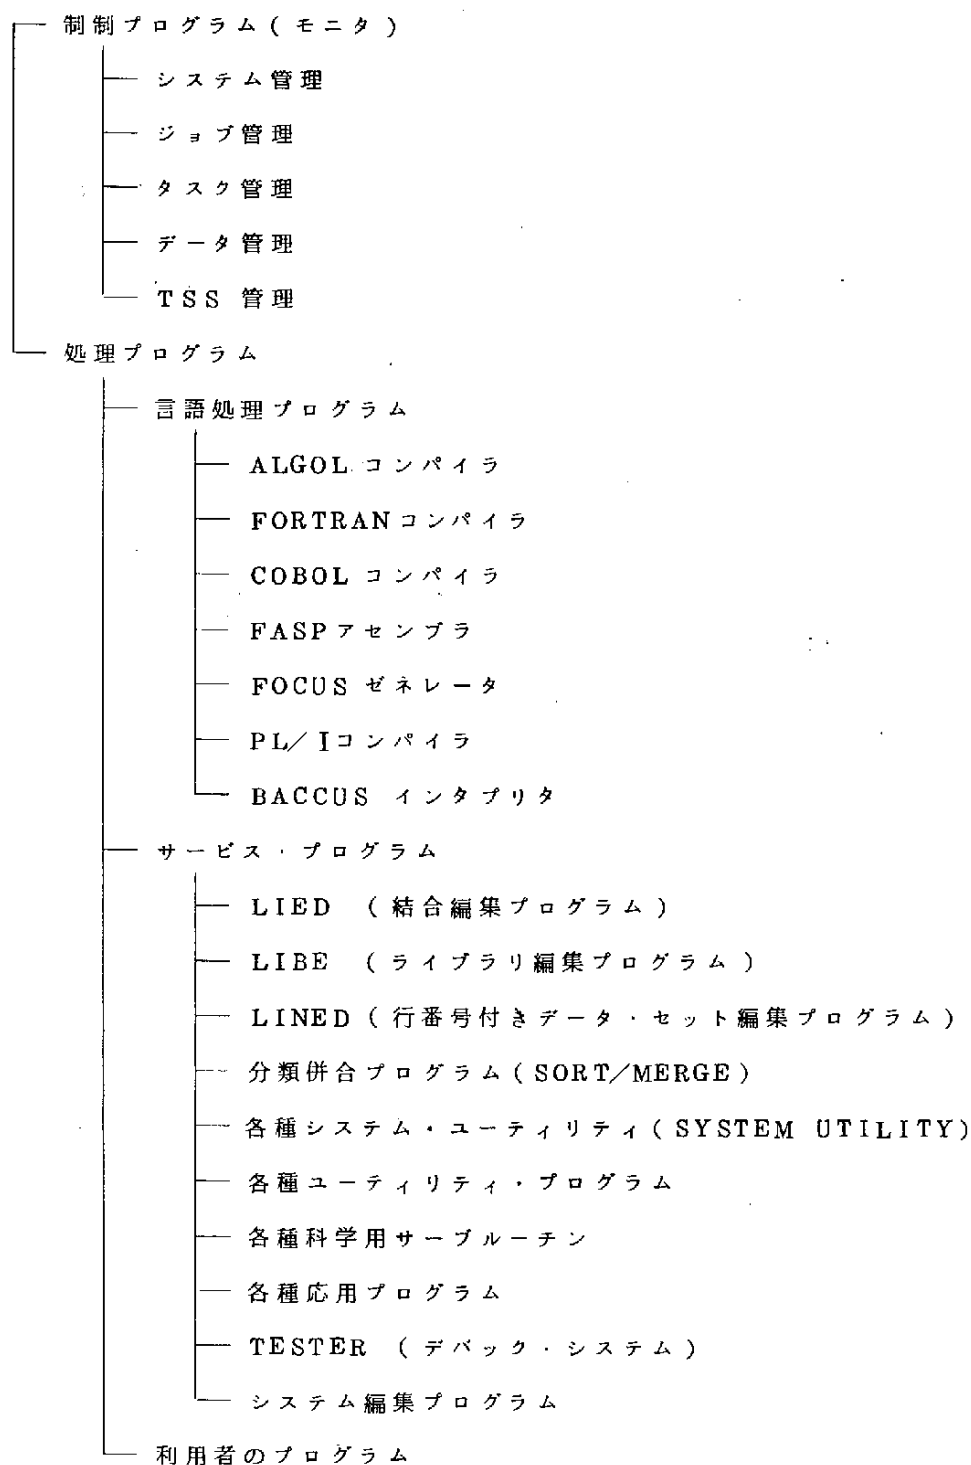 制制プログラム(モニタ)
システム管理
ジョブ管理
タスク管理
データ管理
TSS 管理
処理プログラム
言語処理プログラム
ALGOL コンパイラ
FORTRANコンパイラ
COBOL コンパイラ
FASPアセンブラ
FOCUS ゼネレータ
PL/Iコンパイラ
BACCUS インタプリタ
サービス・プログラム
LIED (結合編集プログラム)
LIBE (ライブラリ編集プログラム)
LINED(行番号付きデータ・セット編集プログラム)
分類併合プログラム(SORT/MERGE)
各種システム・ユーティリティ(SYSTEM UTILITY)
各種ユーティリティ・プログラム
各種科学用サーブルーチン
各種応用プログラム
TESTER (デバック・システム)
システム編集プログラム
利用者のプログラム